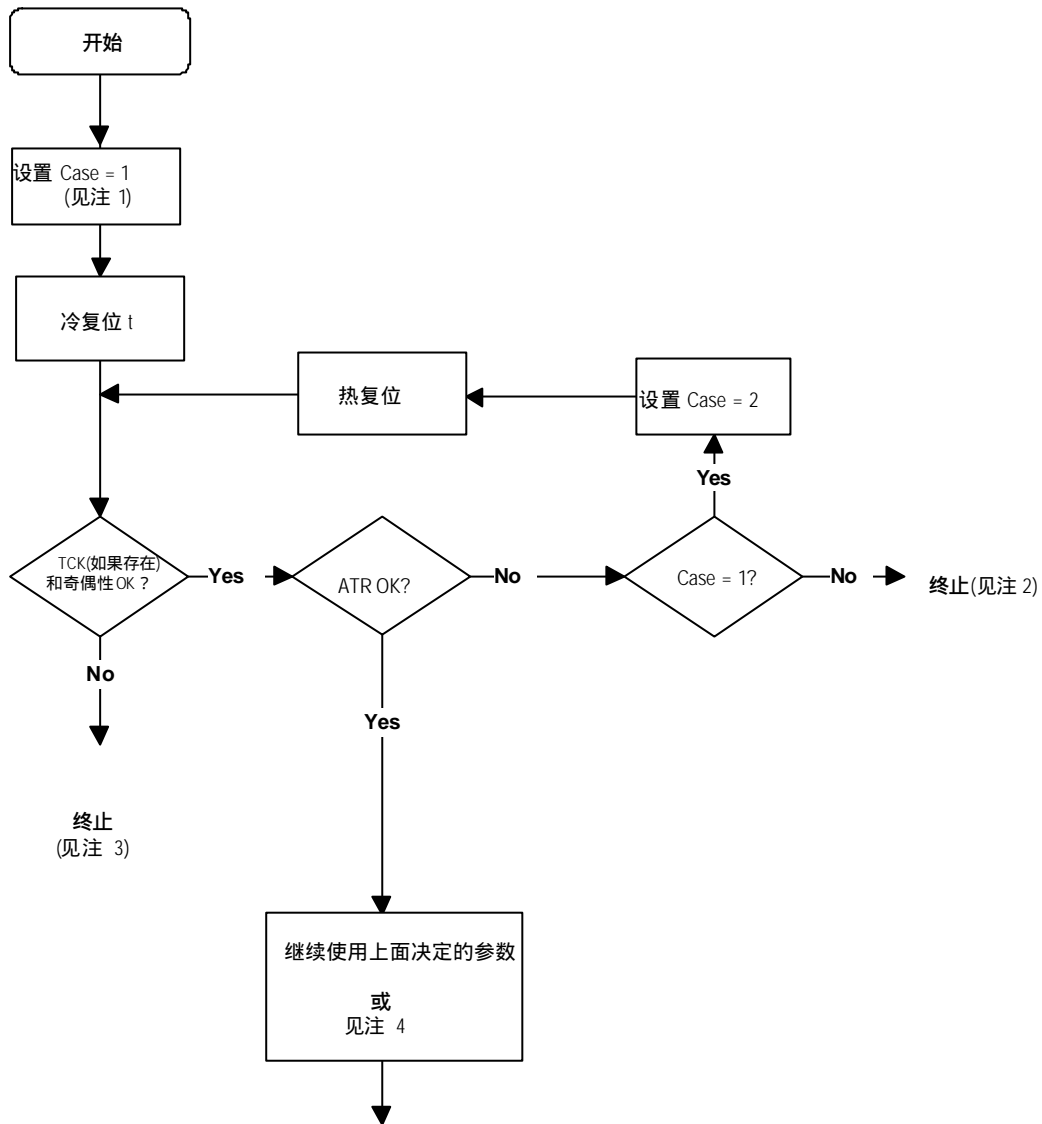 开始
设置 Case = 1
(见注 1)
冷复位 t
热复位
设置 Case = 2
Yes
TCK(如果存在)
和奇偶性OK？
Yes
ATR OK?
No
Case = 1?
No
终止(见注 2)
No
Yes
终止
(见注 3)
继续使用上面决定的参数
或
见注 4